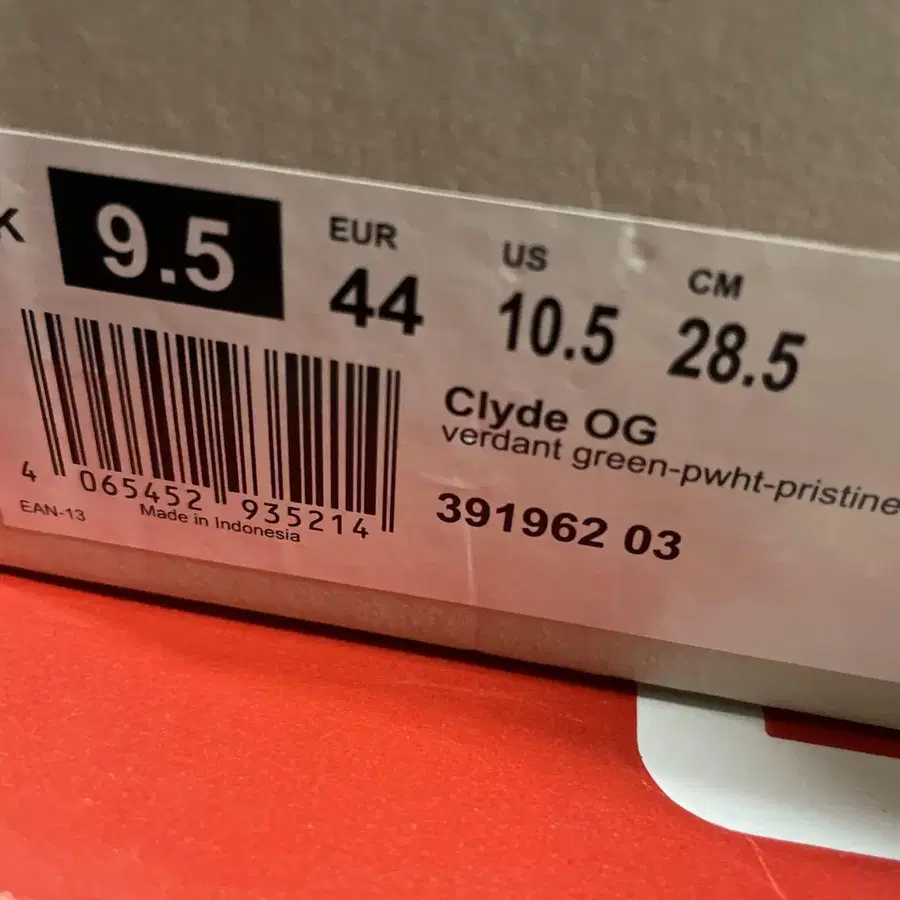 K 9.5 EUR 44 US 10.5 CM 28.5
Clyde OG
verdant green-pwht-pristine
391962 03
4 065452 935214
EAN-13 Made in Indonesia